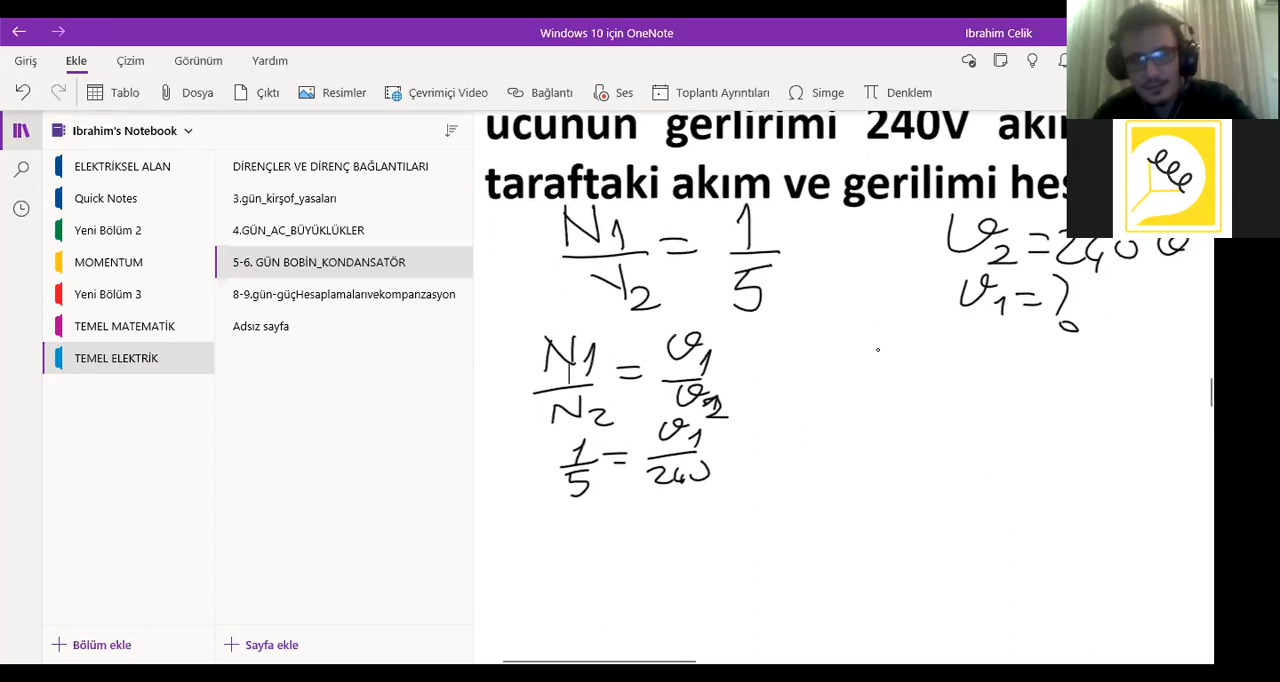 Windows 10 için OneNote
Ibrahim Celik
Giriş Ekle Çizim Görünüm Yardım
Tablo Dosya Çıktı Resimler Çevrimiçi Video Bağlantı Ses Toplantı Ayrıntıları Simge Denklem
Ibrahim's Notebook
ELEKTRİKSEL ALAN
Quick Notes
Yeni Bölüm 2
MOMENTUM
Yeni Bölüm 3
TEMEL MATEMATİK
TEMEL ELEKTRİK
Bölüm ekle
DİRENÇLER VE DİRENÇ BAĞLANTILARI
3.gün_kirşof_yasaları
4.GÜN_AC_BÜYÜKLÜKLER
5-6. GÜN BOBİN_KONDANSATÖR
8-9.gün-güçHesaplamalarıvekompanzasyon
Adsız sayfa
Sayfa ekle
ucunun gerlirimi 240V
taraftaki akım ve gerilimi
N1/N2 = 1/5
V2 = 240 V
V1 = ?
N1/N2 = V1/V2
1/5 = V1/240